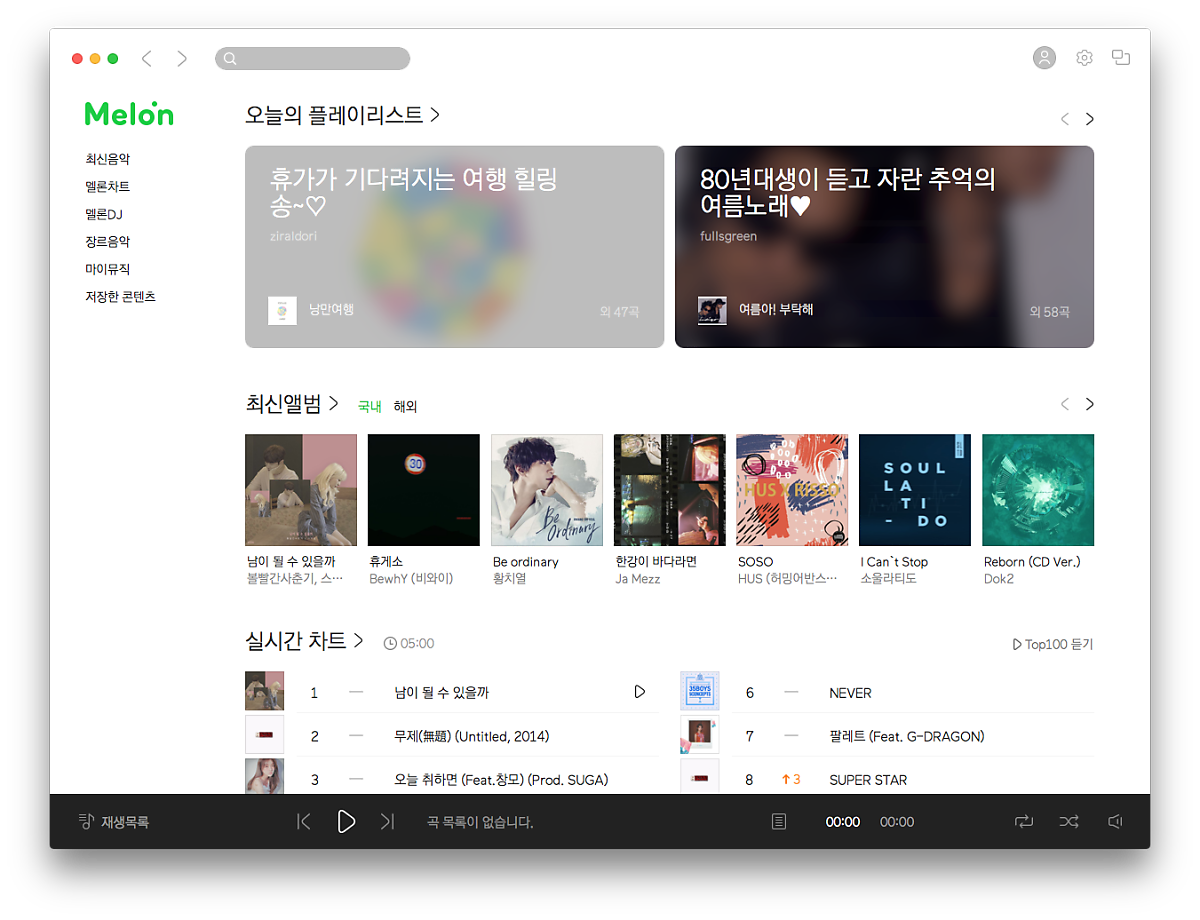 Melon
최신음악
멜론차트
멜론DJ
장르음악
마이뮤직
저장한 콘텐츠
오늘의 플레이리스트 >
휴가가 기다려지는 여행 힐링
송~♡
ziraldori
낭만여행
외 47곡
80년대생이 듣고 자란 추억의
여름노래♥
fullsgreen
여름아! 부탁해
외 58곡
최신앨범 > 국내 해외
30
Be Ordinary
HUS X RISSO
SOUL
LA
TI
- DO
남이 될 수 있을까
볼빨간사춘기, 스…
휴게소
BewhY (비와이)
Be ordinary
황치열
한강이 바다라면
Ja Mezz
SOSO
HUS (허밍어반스…
I Can`t Stop
소울라티도
Reborn (CD Ver.)
Dok2
실시간 차트 > 05:00
Top100 듣기
1 — 남이 될 수 있을까
2 — 무제(無題) (Untitled, 2014)
3 — 오늘 취하면 (Feat.창모) (Prod. SUGA)
6 — NEVER
7 — 팔레트 (Feat. G-DRAGON)
8 ↑3 SUPER STAR
재생목록
곡 목록이 없습니다.
00:00 00:00